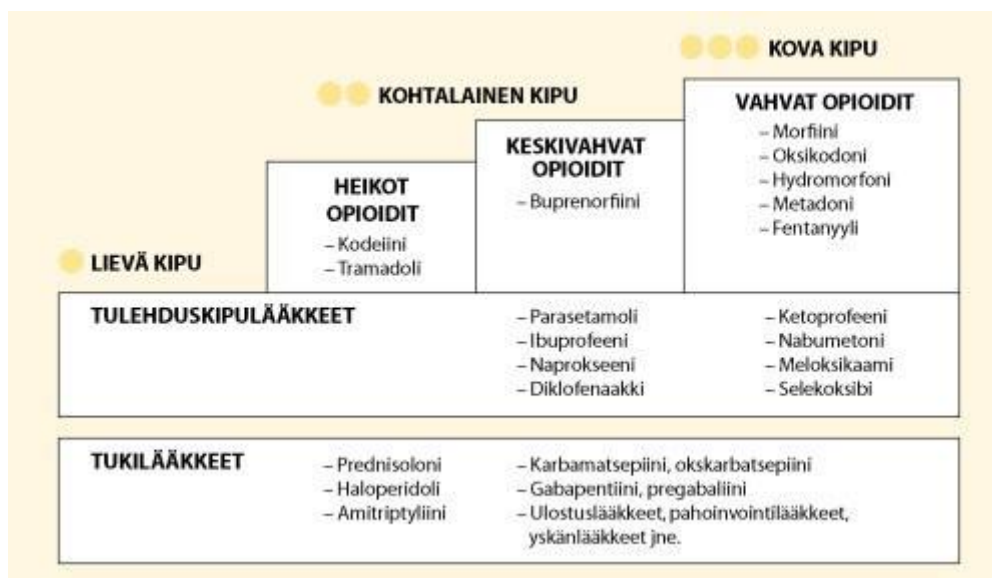 KOVA KIPU
KOHTALAINEN KIPU
VAHVAT OPIOIDIT
– Morfiini
– Oksikodoni
– Hydromorfoni
– Metadoni
– Fentanyyli
KESKIVAHVAT
OPIOIDIT
– Buprenorfiini
HEIKOT
OPIOIDIT
– Kodeiini
– Tramadoli
LIEVÄ KIPU
TULEHDUSKIPULÄÄKKEET
– Parasetamoli
– Ibuprofeeni
– Naprokseeni
– Diklofenaakki
– Ketoprofeeni
– Nabumetoni
– Meloksikaami
– Selekoksibi
TUKILÄÄKKEET
– Prednisoloni
– Haloperidoli
– Amitriptyliini
– Karbamatsepiini, okskarbatsepiini
– Gabapentiini, pregabaliini
– Ulostuslääkkeet, pahoinvointilääkkeet,
yskänlääkkeet jne.